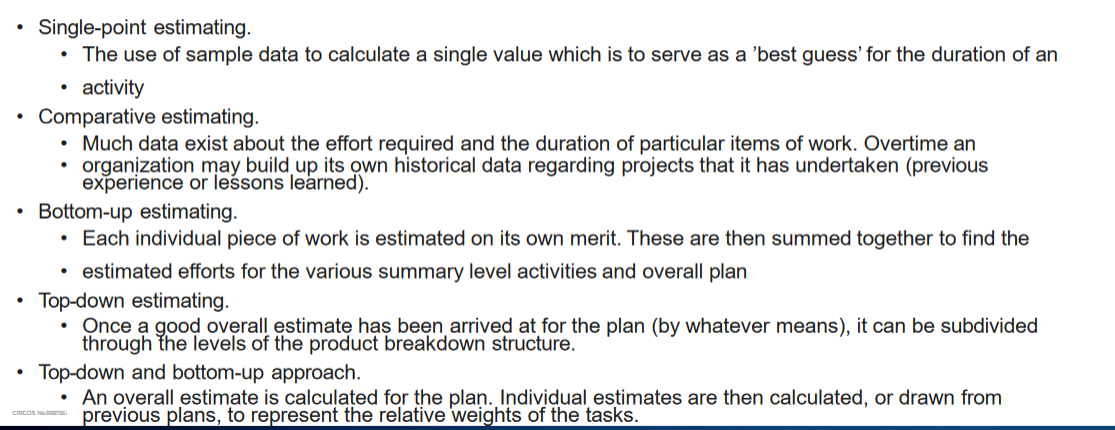 • Single-point estimating.
• The use of sample data to calculate a single value which is to serve as a ’best guess’ for the duration of an
• activity
• Comparative estimating.
• Much data exist about the effort required and the duration of particular items of work. Overtime an
• organization may build up its own historical data regarding projects that it has undertaken (previous
experience or lessons learned).
• Bottom-up estimating.
• Each individual piece of work is estimated on its own merit. These are then summed together to find the
• estimated efforts for the various summary level activities and overall plan
• Top-down estimating.
• Once a good overall estimate has been arrived at for the plan (by whatever means), it can be subdivided
through the levels of the product breakdown structure.
• Top-down and bottom-up approach.
• An overall estimate is calculated for the plan. Individual estimates are then calculated, or drawn from
CRICOS No.
previous plans, to represent the relative weights of the tasks.